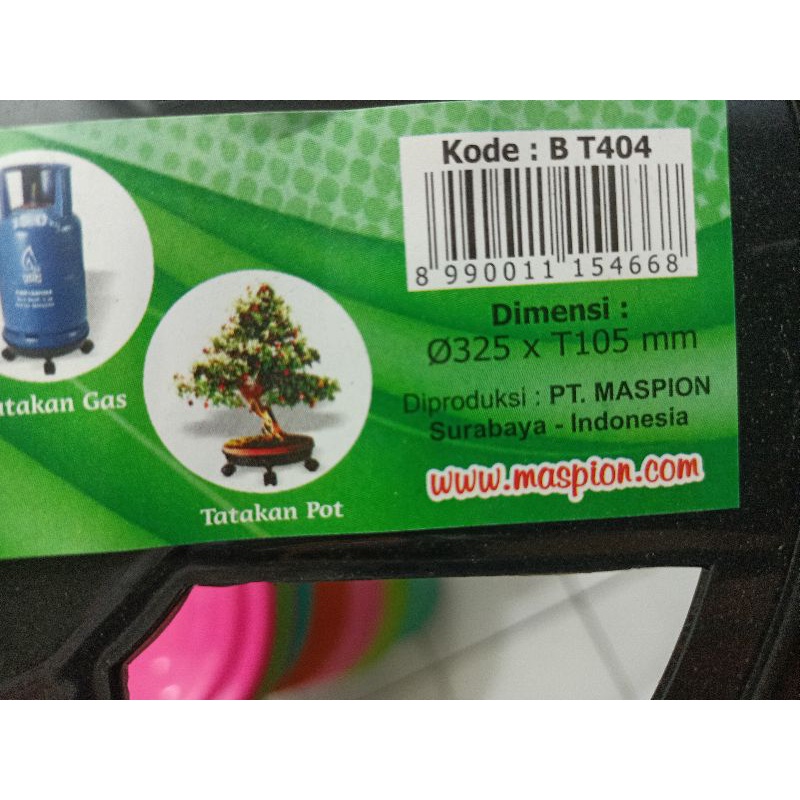 Kode : B T404
8 990011 154668
Dimensi :
Ø325 x T105 mm
Diproduksi : PT. MASPION
Surabaya - Indonesia
www.maspion.com
takan Gas
Tatakan Pot